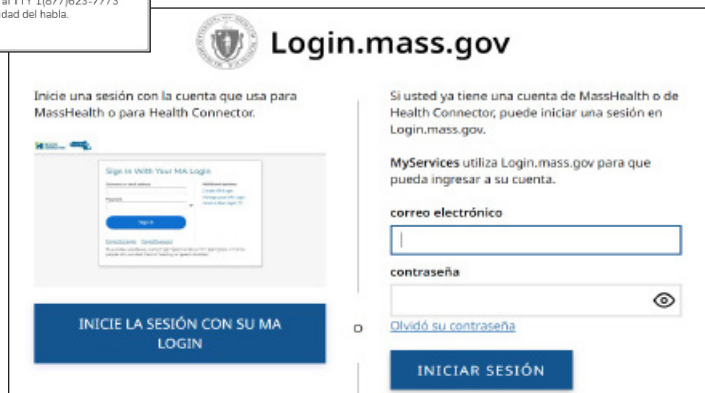 al TTY 1(877)623-7773
idad del habla.
Login.mass.gov
Inicie una sesión con la cuenta que usa para
MassHealth o para Health Connector.
Sign In With Your MA
Login
Password
Sign In
INICIE LA SESIÓN CON SU MA
LOGIN
o
Si usted ya tiene una cuenta de MassHealth o de
Health Connector, puede iniciar una sesión en
Login.mass.gov.
MyServices utiliza Login.mass.gov para que
pueda ingresar a su cuenta.
correo electrónico
contraseña
Olvidó su contraseña
INICIAR SESIÓN